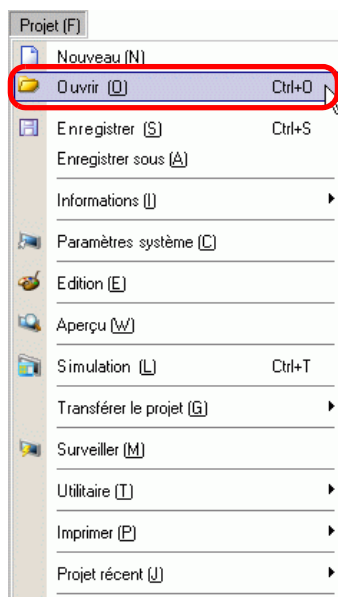 Projet (F)
Nouveau (N)
Ouvrir (O) Ctrl+O
Enregistrer (S) Ctrl+S
Enregistrer sous (A)
Informations (I)
Paramètres système (C)
Edition (E)
Aperçu (W)
Simulation (L) Ctrl+T
Transférer le projet (G)
Surveiller (M)
Utilitaire (T)
Imprimer (P)
Projet récent (J)